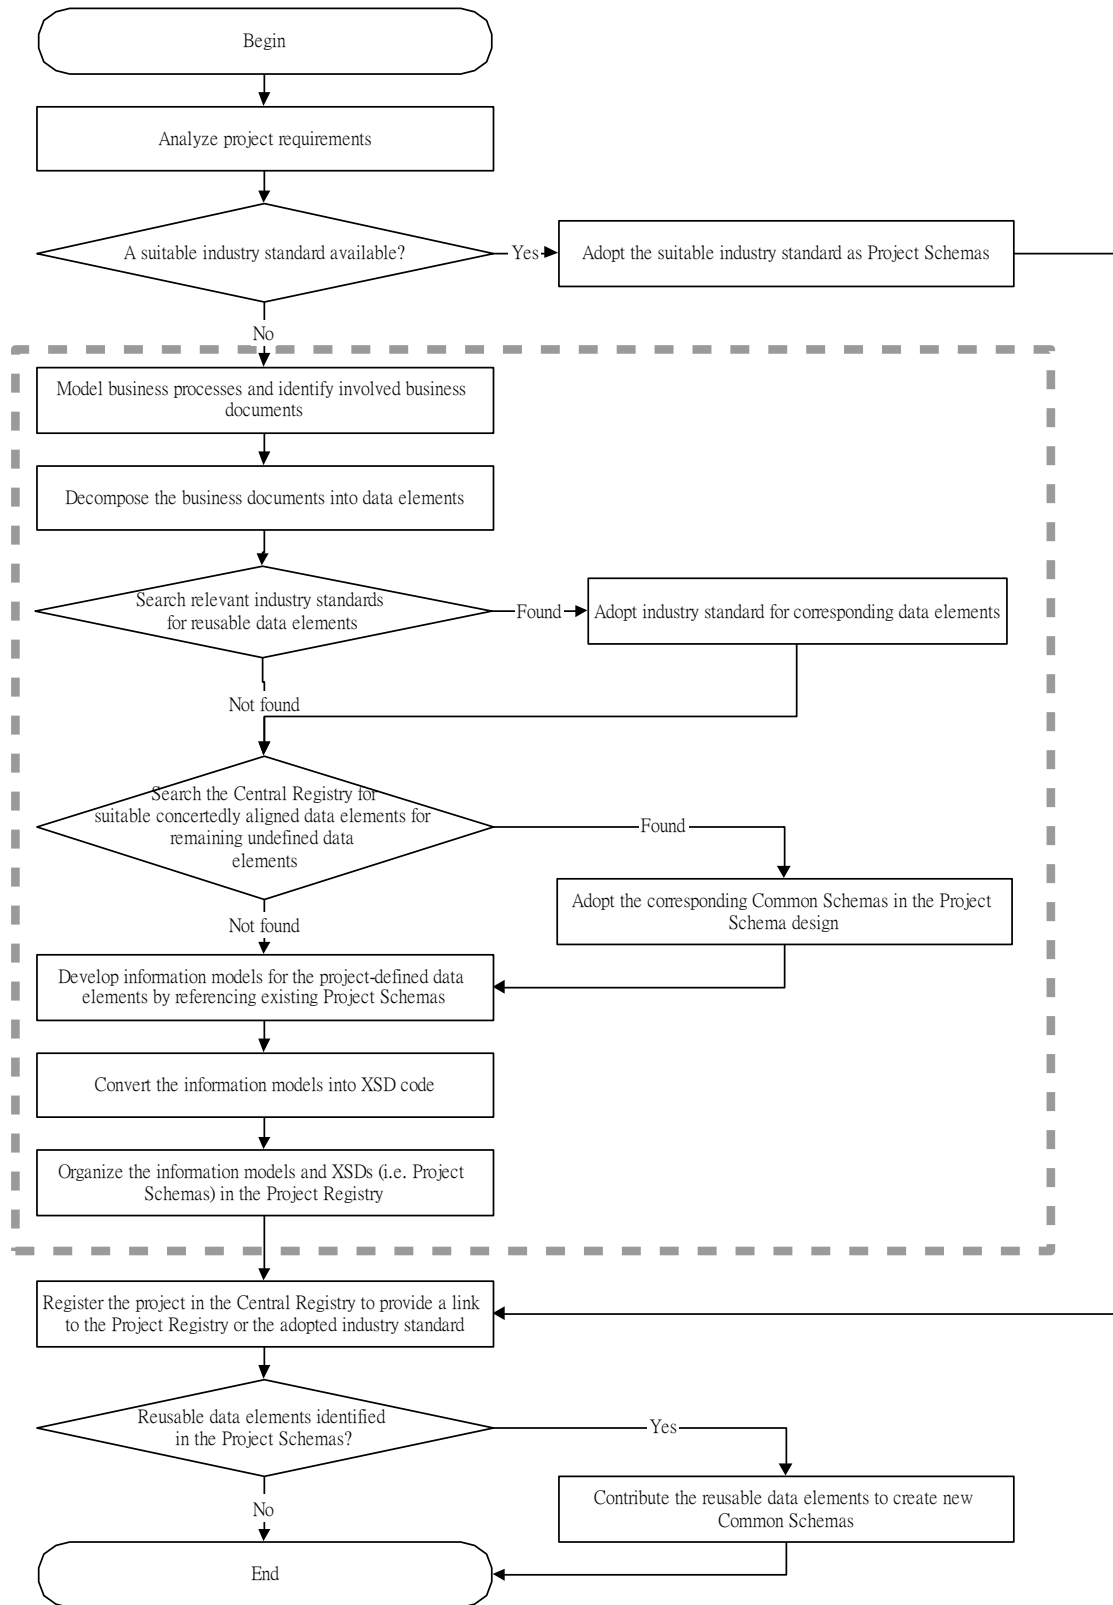 Begin
Analyze project requirements
A suitable industry standard available?
Yes
Adopt the suitable industry standard as Project Schemas
No
Model business processes and identify involved business
documents
Decompose the business documents into data elements
Search relevant industry standards
for reusable data elements
Found
Adopt industry standard for corresponding data elements
Not found
Search the Central Registry for
suitable concertedly aligned data elements for
remaining undefined data
elements
Found
Adopt the corresponding Common Schemas in the Project
Schema design
Not found
Develop information models for the project-defined data
elements by referencing existing Project Schemas
Convert the information models into XSD code
Organize the information models and XSDs (i.e. Project
Schemas) in the Project Registry
Register the project in the Central Registry to provide a link
to the Project Registry or the adopted industry standard
Reusable data elements identified
in the Project Schemas?
Yes
Contribute the reusable data elements to create new
Common Schemas
No
End